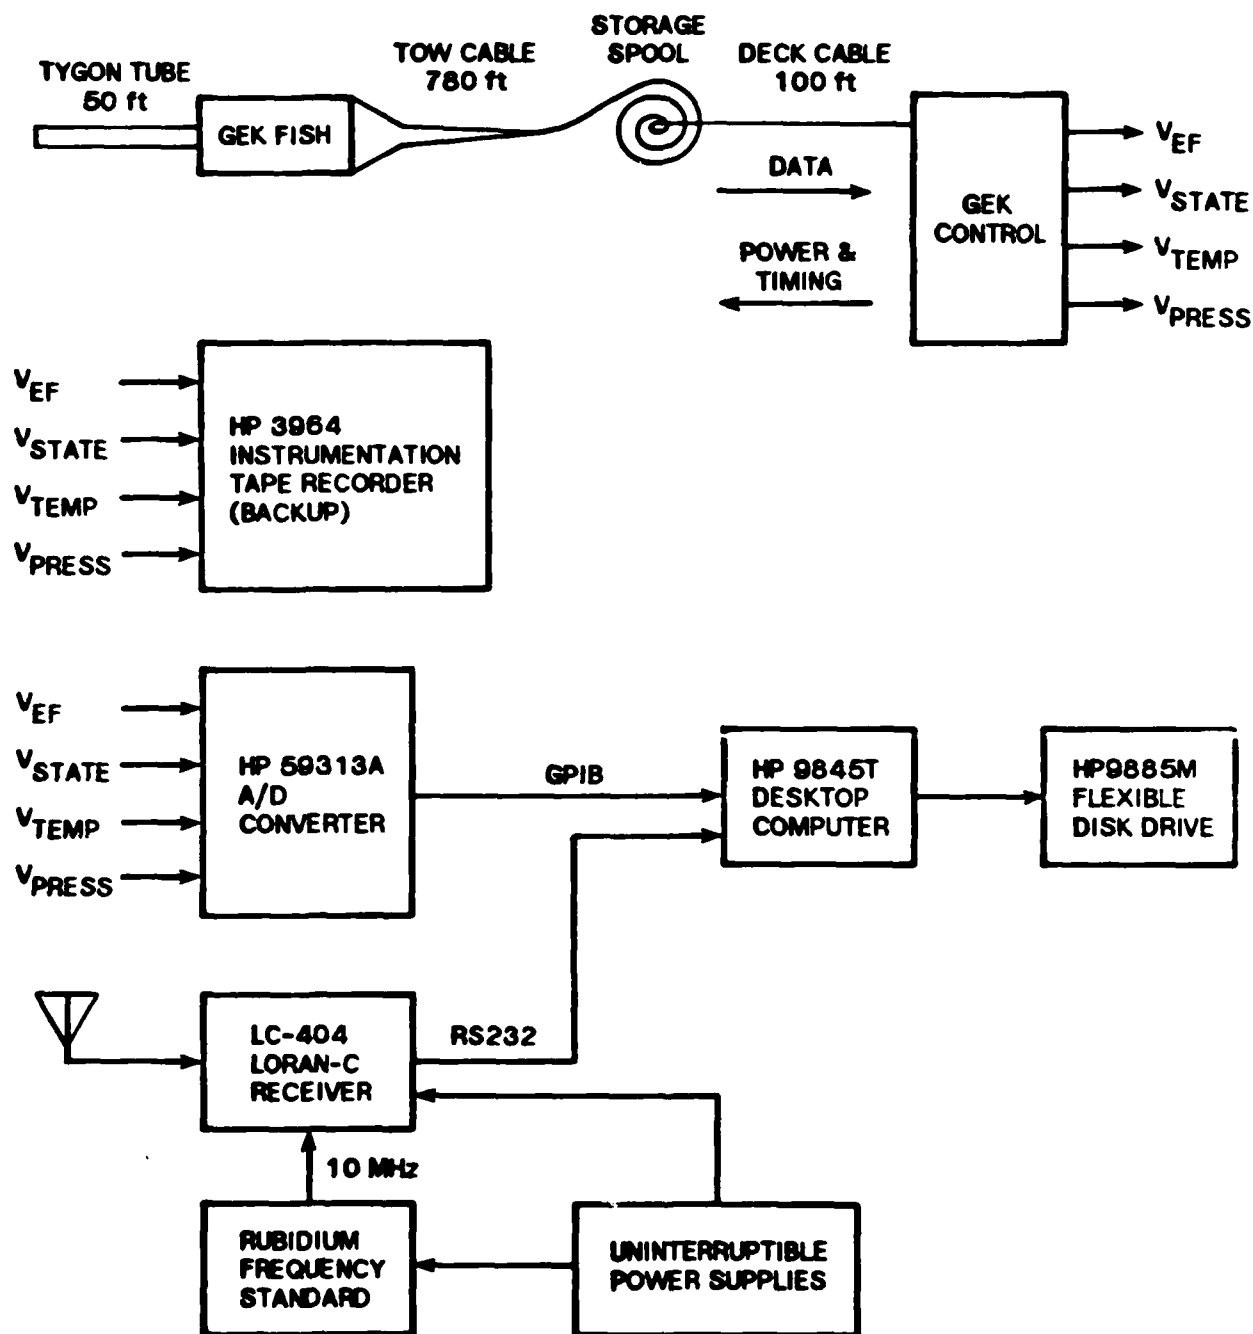 TYGON TUBE
50 ft
TOW CABLE
780 ft
STORAGE
SPOOL
DECK CABLE
100 ft
GEK FISH
DATA
POWER &
TIMING
GEK
CONTROL
VEF
VSTATE
VTEMP
VPRESS
VEF
VSTATE
VTEMP
VPRESS
HP 3964
INSTRUMENTATION
TAPE RECORDER
(BACKUP)
VEF
VSTATE
VTEMP
VPRESS
HP 59313A
A/D
CONVERTER
GPIB
HP 9845T
DESKTOP
COMPUTER
HP9885M
FLEXIBLE
DISK DRIVE
LC-404
LORAN-C
RECEIVER
RS232
10 MHz
RUBIDIUM
FREQUENCY
STANDARD
UNINTERRUPTIBLE
POWER SUPPLIES